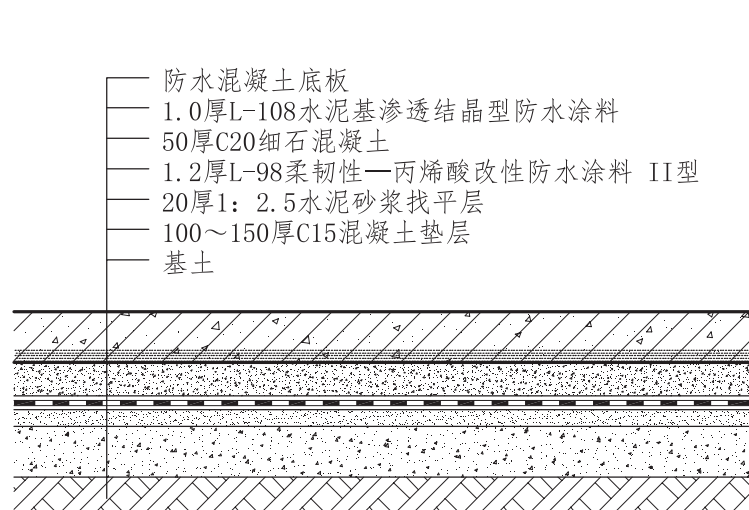 防水混凝土底板
1.0厚L-108水泥基渗透结晶型防水涂料
50厚C20细石混凝土
1.2厚L-98柔韧性—丙烯酸改性防水涂料 II型
20厚1: 2.5水泥砂浆找平层
100～150厚C15混凝土垫层
基土